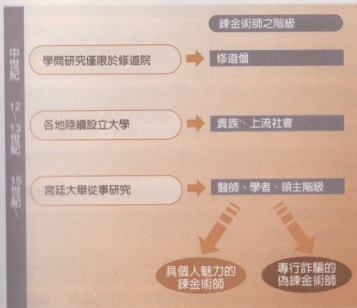 鍊金術師之階級
中世紀
學問研究僅限於修道院
修道僧
12~13世紀
各地陸續設立大學
貴族、上流社會
15世紀~
宮廷大舉從事研究
醫師、學者、領主階級
具個人魅力的
鍊金術師
專行詐騙的
偽鍊金術師